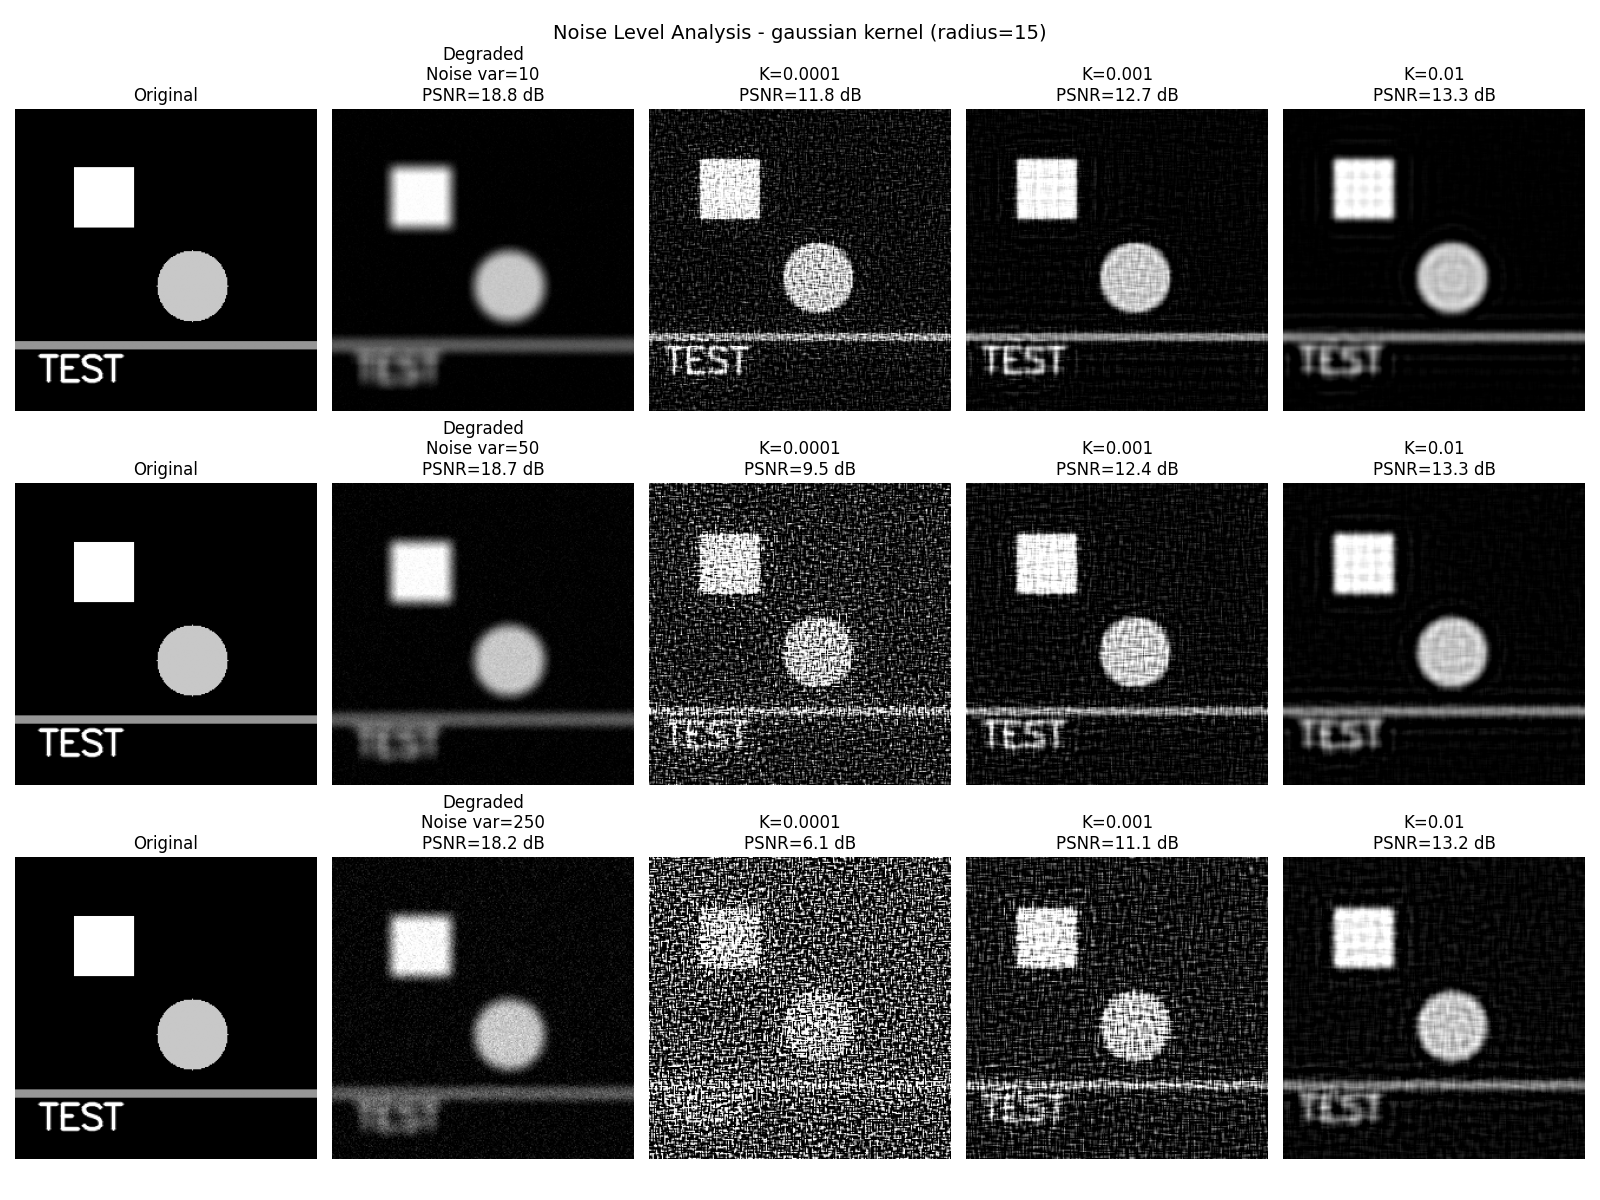 Noise Level Analysis - gaussian kernel (radius=15)
Original
Degraded
Noise var=10
PSNR=18.8 dB
K=0.0001
PSNR=11.8 dB
K=0.001
PSNR=12.7 dB
K=0.01
PSNR=13.3 dB
TEST
TEST
TEST
TEST
TEST
Original
Degraded
Noise var=50
PSNR=18.7 dB
K=0.0001
PSNR=9.5 dB
K=0.001
PSNR=12.4 dB
K=0.01
PSNR=13.3 dB
TEST
TEST
TEST
TEST
TEST
Original
Degraded
Noise var=250
PSNR=18.2 dB
K=0.0001
PSNR=6.1 dB
K=0.001
PSNR=11.1 dB
K=0.01
PSNR=13.2 dB
TEST
TEST
TEST
TEST